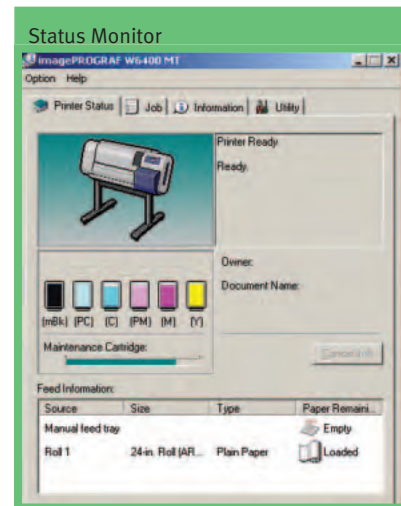 Status Monitor
imagePROGRAF W6400 MT
Option Help
Printer Status Job Information Utility
Printer Ready
Ready.
Owner:
Document Name:
(mBk) (PC) (C) (PM) (M) (Y)
Maintenance Cartridge:
Feed Information:
Source Size Type Paper Remaini...
Manual feed tray Empty
Roll 1 24-in. Roll (AR... Plain Paper Loaded